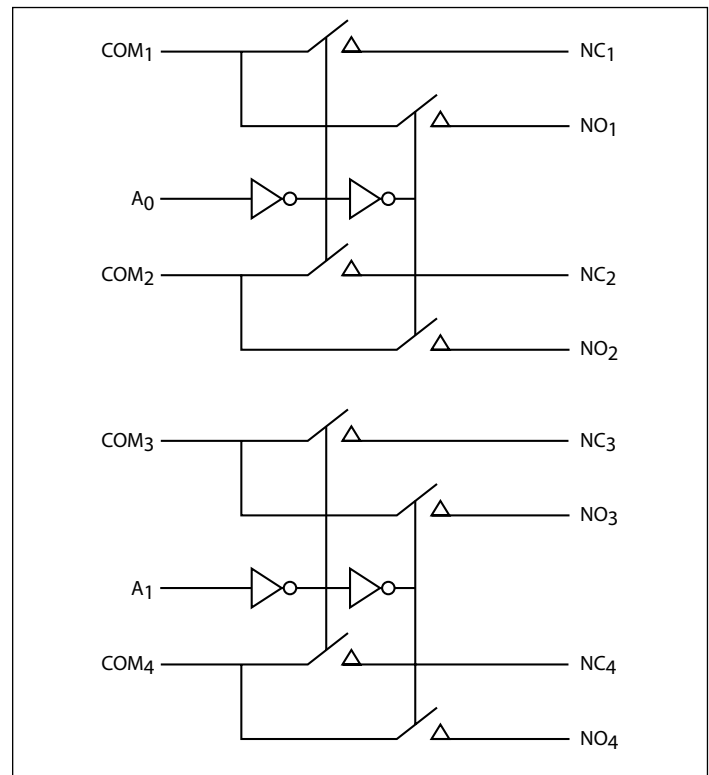 COM1 NC1
NO1
A0
COM2 NC2
NO2
COM3 NC3
NO3
A1
COM4 NC4
NO4